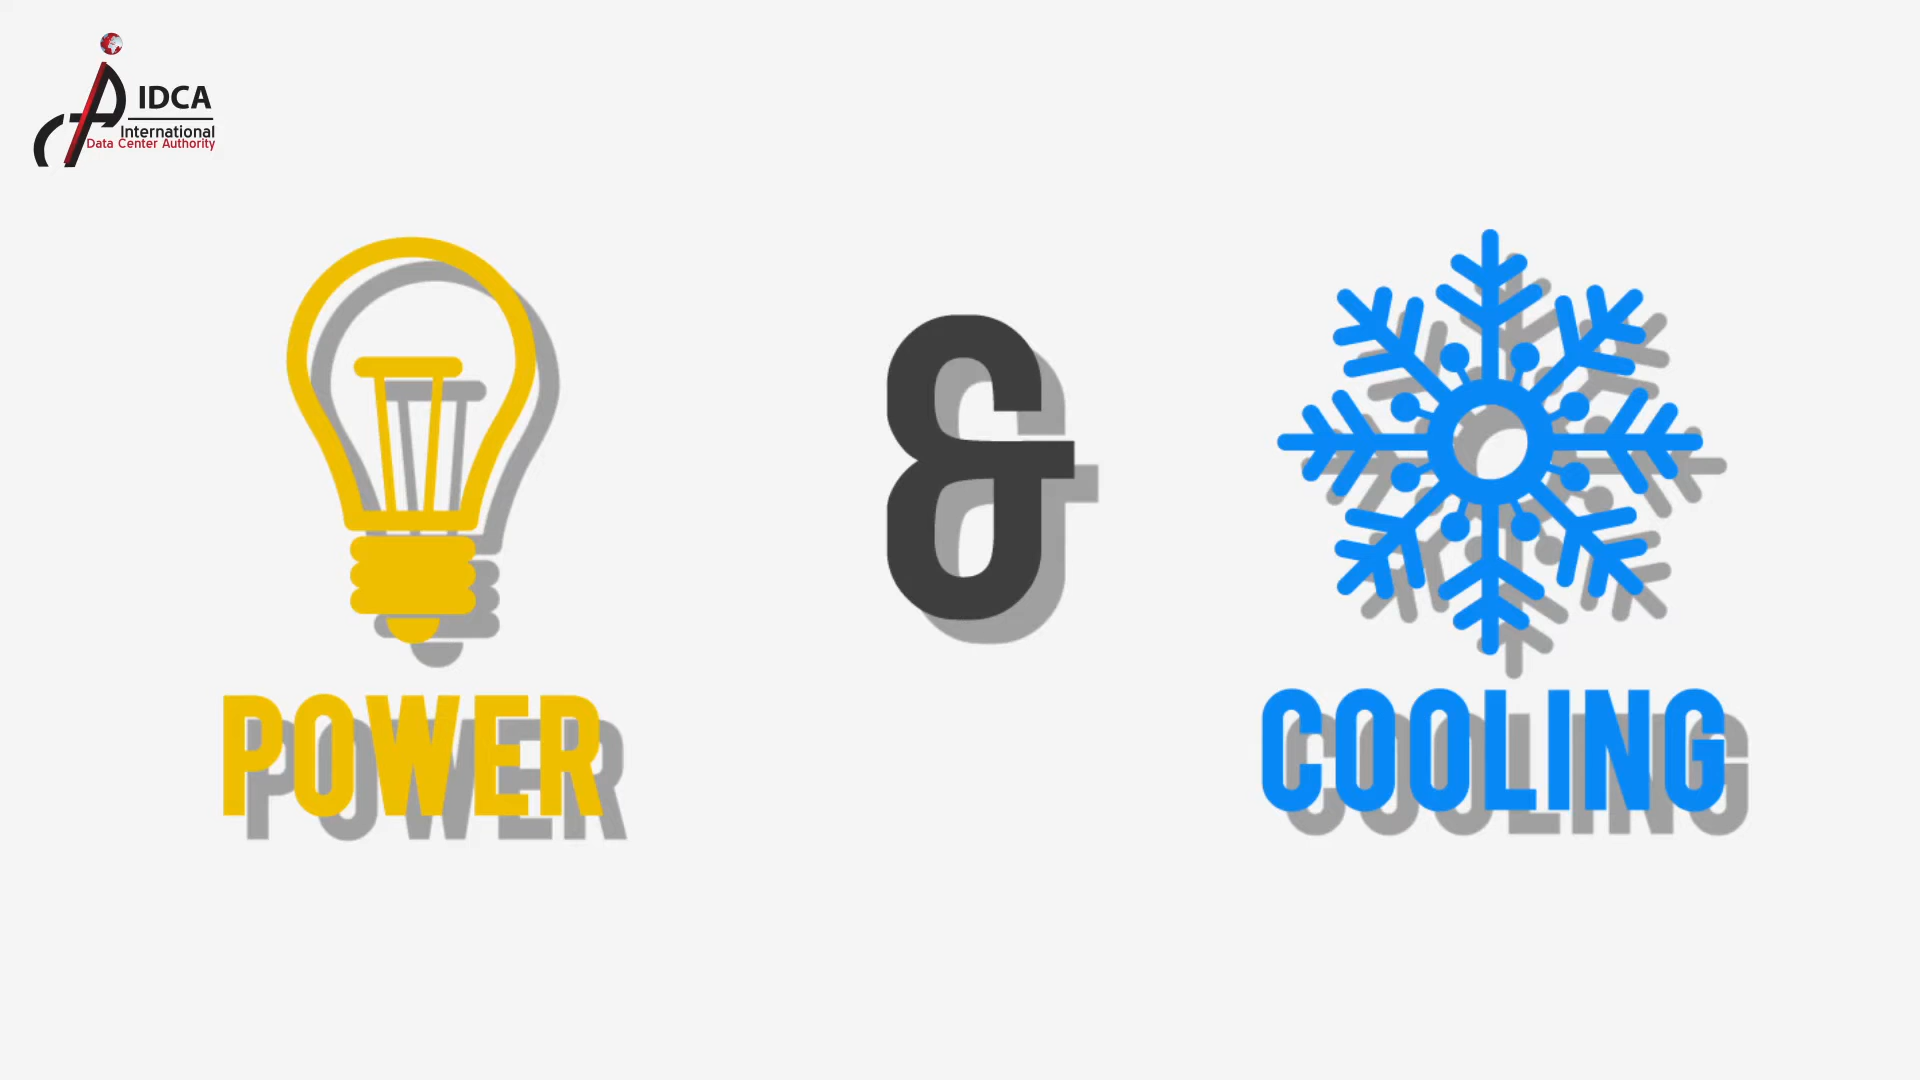 IDCA
International
Data Center Authority
&
POWER
COOLING